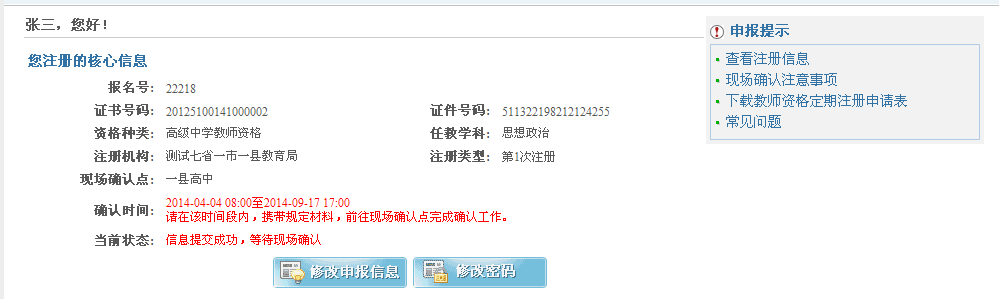 张三，您好！
您注册的核心信息
报名号： 22218
证书号码： 20125100141000002 证件号码： 511322198212124255
资格种类： 高级中学教师资格 任教学科： 思想政治
注册机构： 测试七省一市一县教育局 注册类型： 第1次注册
现场确认点： 一县高中
确认时间： 2014-04-04 08:00至2014-09-17 17:00
请在该时间段内，携带规定材料，前往现场确认点完成确认工作。
当前状态： 信息提交成功，等待现场确认
修改申报信息 修改密码
申报提示
查看注册信息
现场确认注意事项
下载教师资格定期注册申请表
常见问题